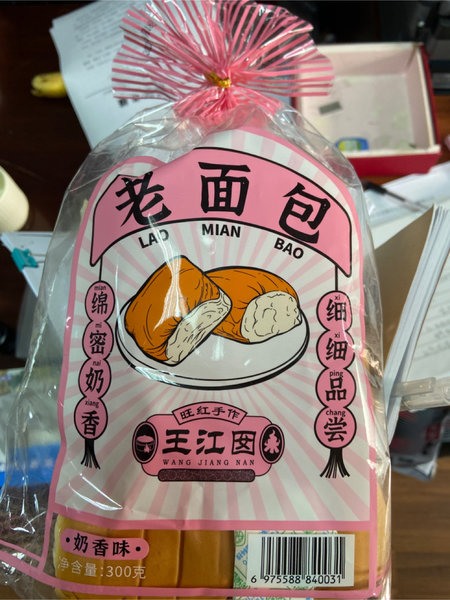 老面包
LAO MIAN BAO
mian
绵
mi
密
nai
奶
xiang
香
xi
细
细
ping
品
chang
尝
旺红手作
王江囡
WANG JIANG NAN
奶香味
净含量:300克
6 975588 840031